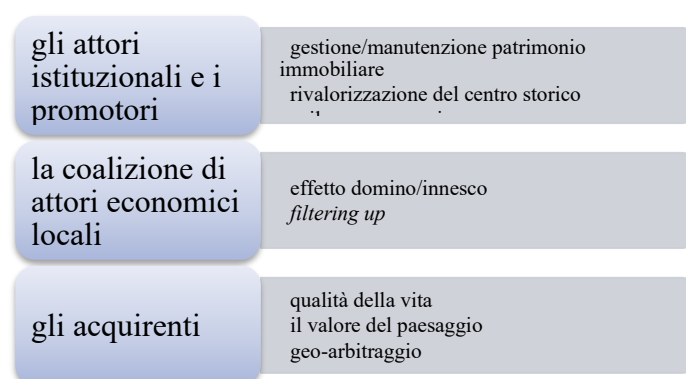 gli attori
istituzionali e i
promotori
gestione/manutenzione patrimonio
immobiliare
rivalorizzazione del centro storico
la coalizione di
attori economici
locali
effetto domino/innesco
filtering up
gli acquirenti
qualità della vita
il valore del paesaggio
geo-arbitraggio